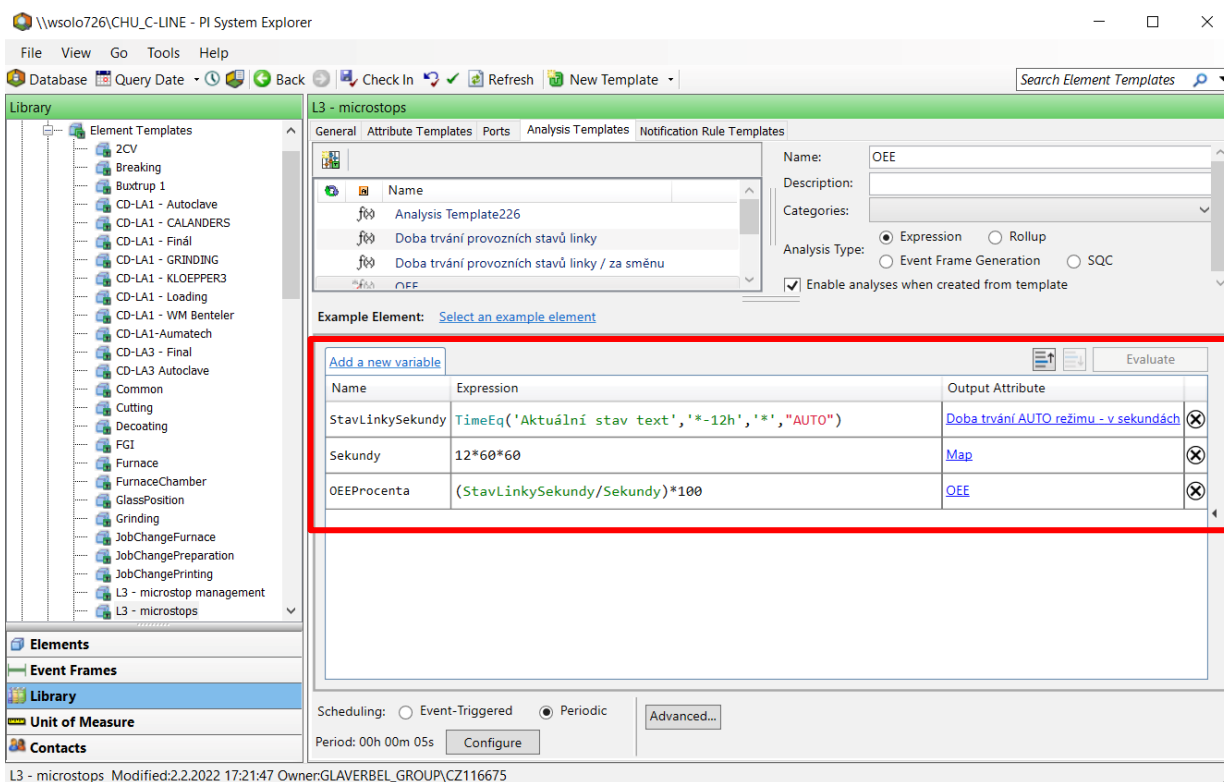 \\wsolo726\CHU_C-LINE - PI System Explorer
File View Go Tools Help
Database Query Date Back Check In Refresh New Template
Search Element Templates
Library
Element Templates
2CV
Breaking
Buxtrup 1
CD-LA1 - Autoclave
CD-LA1 - CALANDERS
CD-LA1 - Finál
CD-LA1 - GRINDING
CD-LA1 - KLOEPPER3
CD-LA1 - Loading
CD-LA1 - WM Benteler
CD-LA1-Aumatech
CD-LA3 - Final
CD-LA3 Autoclave
Common
Cutting
Decoating
FGI
Furnace
FurnaceChamber
GlassPosition
Grinding
JobChangeFurnace
JobChangePreparation
JobChangePrinting
L3 - microstop management
L3 - microstops
Elements
Event Frames
Library
Unit of Measure
Contacts
L3 - microstops
General Attribute Templates Ports Analysis Templates Notification Rule Templates
Name
f(x) Analysis Template226
f(x) Doba trvání provozních stavů linky
f(x) Doba trvání provozních stavů linky / za směnu
f(x) OEE
Name: OEE
Description:
Categories:
Analysis Type: Expression Rollup
Event Frame Generation SQC
Enable analyses when created from template
Example Element: Select an example element
Add a new variable
Evaluate
Name Expression Output Attribute
StavLinkySekundy TimeEq('Aktuální stav text','*-12h','*',"AUTO") Doba trvání AUTO režimu - v sekundách
Sekundy 12*60*60 Map
OEEProcenta (StavLinkySekundy/Sekundy)*100 OEE
Scheduling: Event-Triggered Periodic
Advanced...
Period: 00h 00m 05s Configure
L3 - microstops Modified:2.2.2022 17:21:47 Owner:GLAVERBEL_GROUP\CZ116675